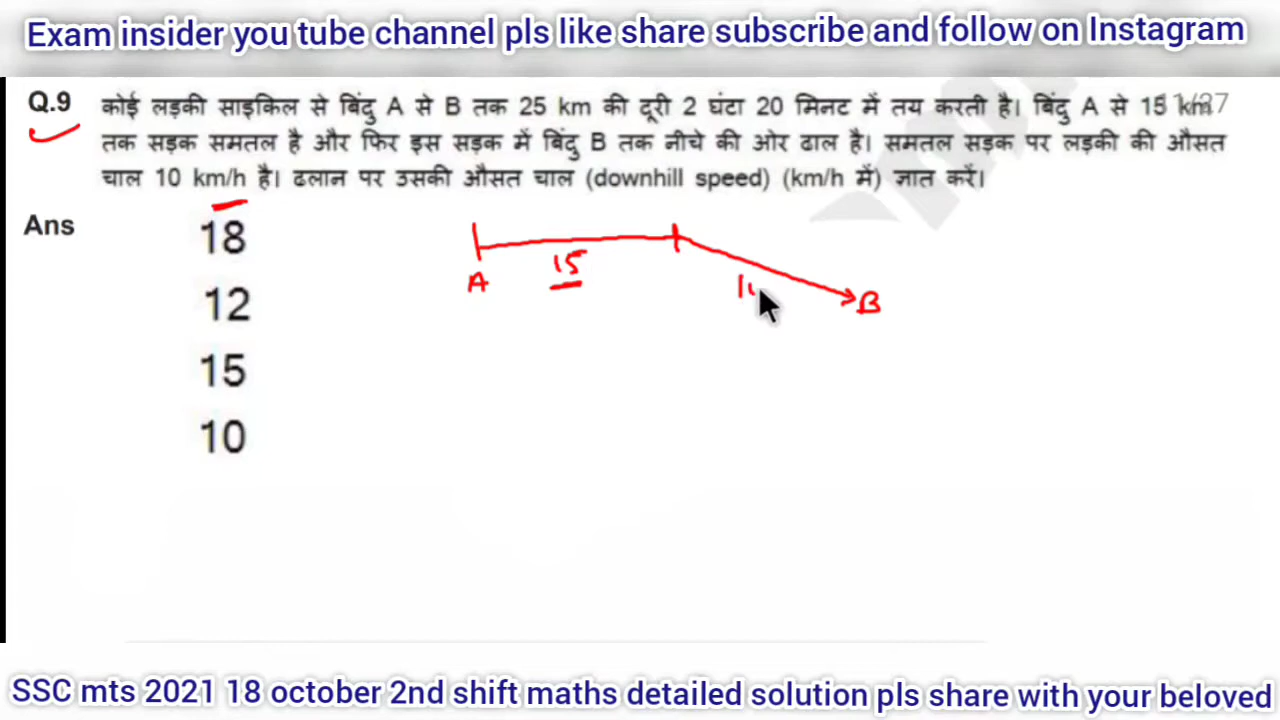 Exam insider you tube channel pls like share subscribe and follow on Instagram
Q.9 कोई लड़की साइकिल से बिंदु A से B तक 25 km की दूरी 2 घंटा 20 मिनट में तय करती है। बिंदु A से 15 km
तक सड़क समतल है और फिर इस सड़क में बिंदु B तक नीचे की ओर ढाल है। समतल सड़क पर लड़की की औसत
चाल 10 km/h है। ढलान पर उसकी औसत चाल (downhill speed) (km/h में) ज्ञात करें।
Ans
18
12
15
10
A
15
B
SSC mts 2021 18 october 2nd shift maths detailed solution pls share with your beloved